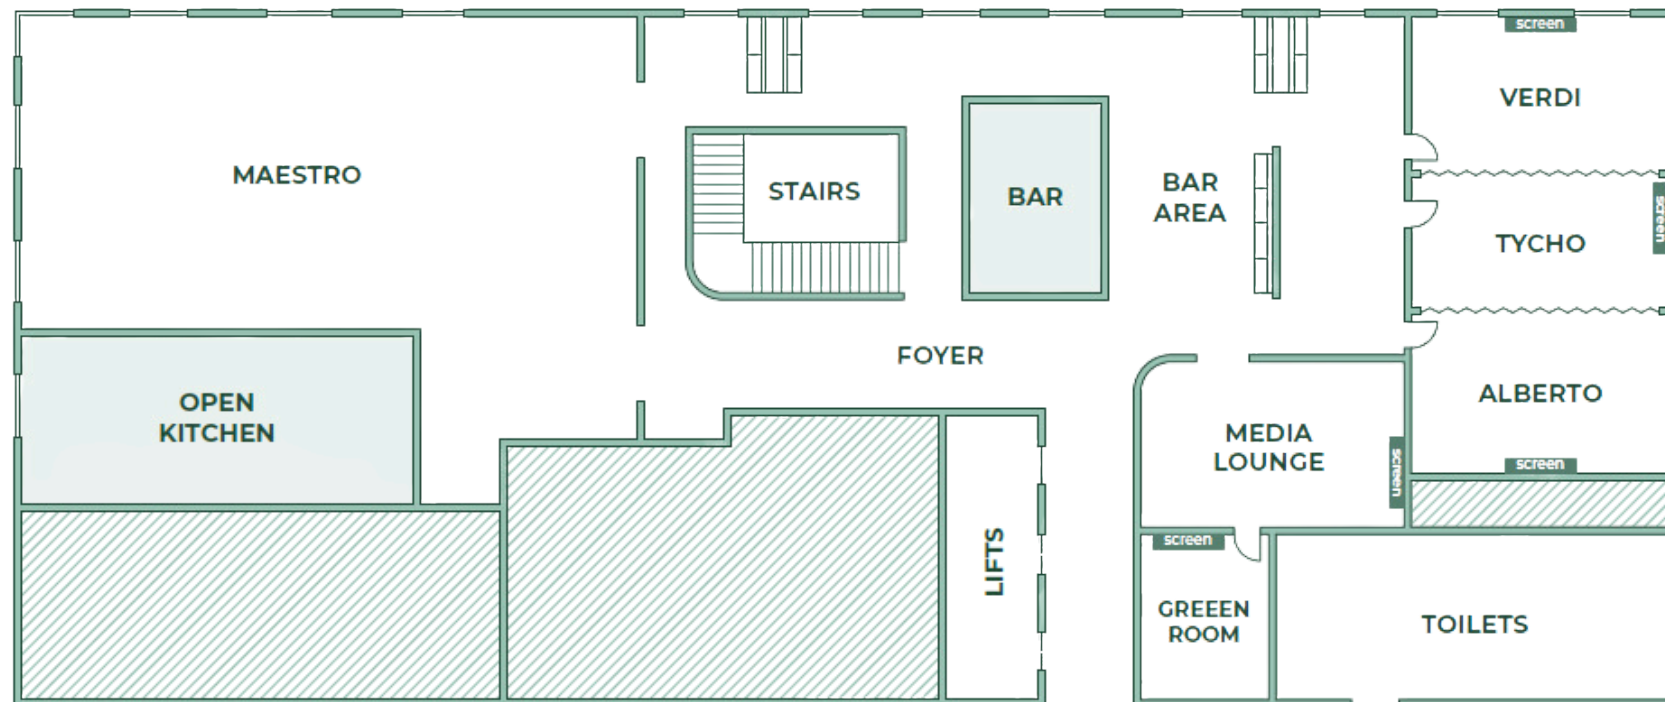 screen
VERDI
MAESTRO
STAIRS
BAR
BAR
AREA
screen
TYCHO
FOYER
OPEN
KITCHEN
ALBERTO
MEDIA
LOUNGE
screen
screen
screen
LIFTS
GREEEN
ROOM
TOILETS